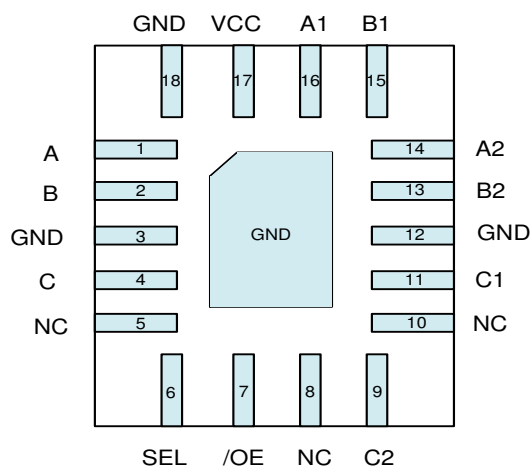 GND VCC A1 B1
18 17 16 15
A 1 14 A2
B 2 13 B2
GND 3 GND 12 GND
C 4 11 C1
NC 5 10 NC
6 7 8 9
SEL /OE NC C2